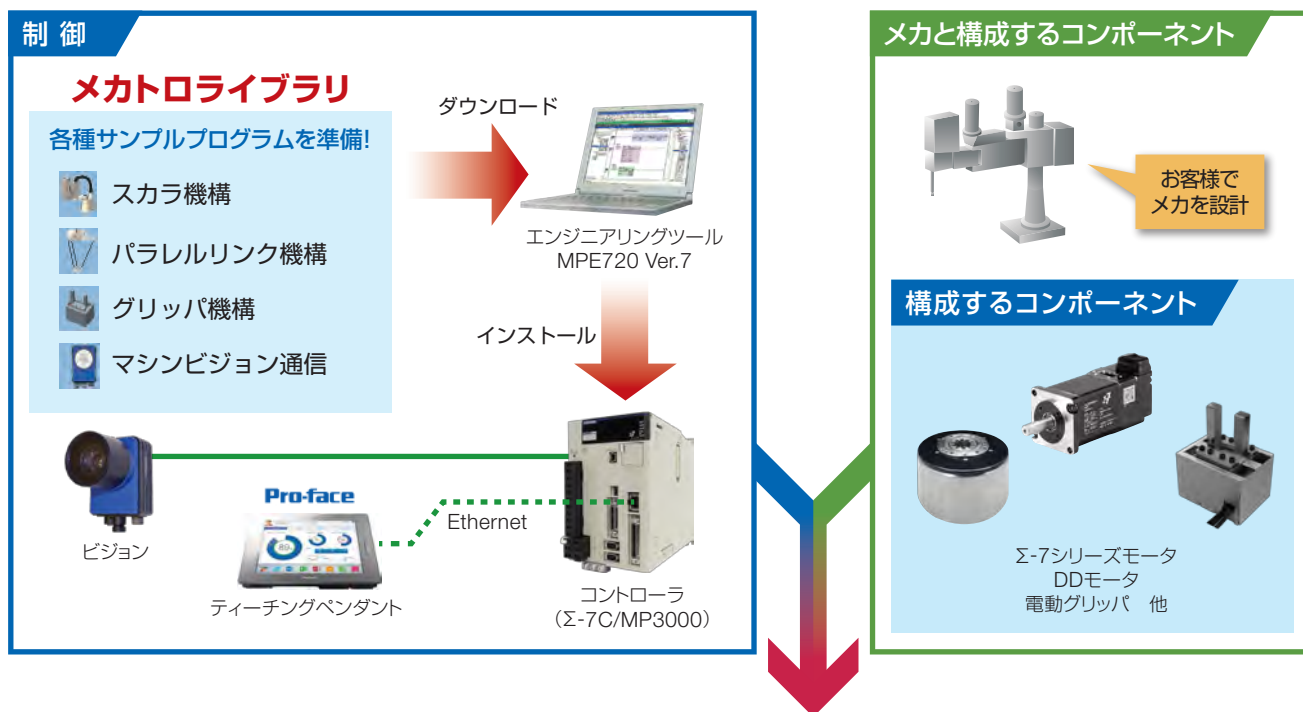 制 御
メカトロライブラリ
各種サンプルプログラムを準備!
スカラ機構
パラレルリンク機構
グリッパ機構
マシンビジョン通信
ダウンロード
エンジニアリングツール
MPE720 Ver.7
インストール
ビジョン
Pro-face
Ethernet
ティーチングペンダント
コントローラ
(Σ-7C/MP3000)
メカと構成するコンポーネント
お客様で
メカを設計
構成するコンポーネント
Σ-7シリーズモータ
DDモータ
電動グリッパ　他